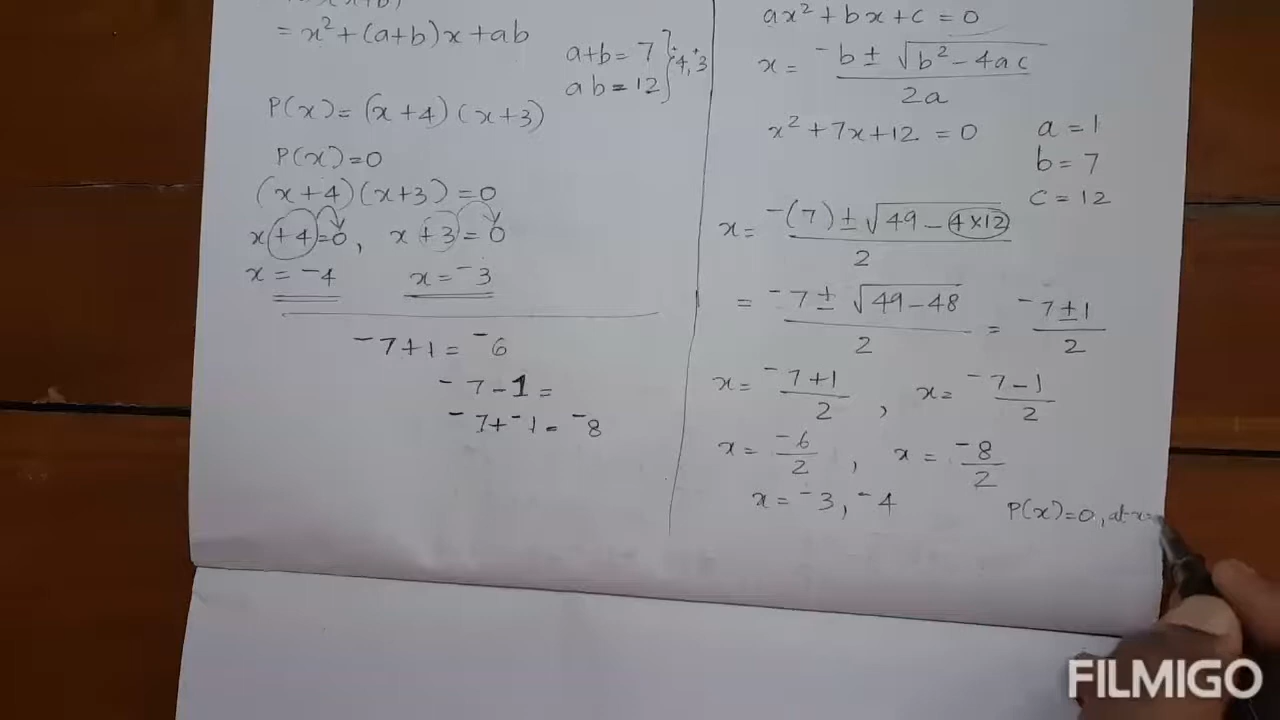 = x² + (a+b)x + ab
a+b = 7
ab = 12
4, 3
P(x) = (x+4)(x+3)
P(x) = 0
(x+4)(x+3) = 0
x+4 = 0, x+3 = 0
x = ⁻4 x = ⁻3
⁻7+1 = ⁻6
⁻7-1 =
⁻7+⁻1 = ⁻8
ax² + bx + c = 0
x = (⁻b ± √(b² - 4ac)) / 2a
x² + 7x + 12 = 0
a = 1
b = 7
c = 12
x = (⁻(7) ± √(49 - 4×12)) / 2
= (⁻7 ± √(49-48)) / 2 = (⁻7 ± 1) / 2
x = (⁻7+1) / 2 , x = (⁻7-1) / 2
x = ⁻6/2 , x = ⁻8/2
x = ⁻3, ⁻4
P(x) = 0, at x=
FILMIGO